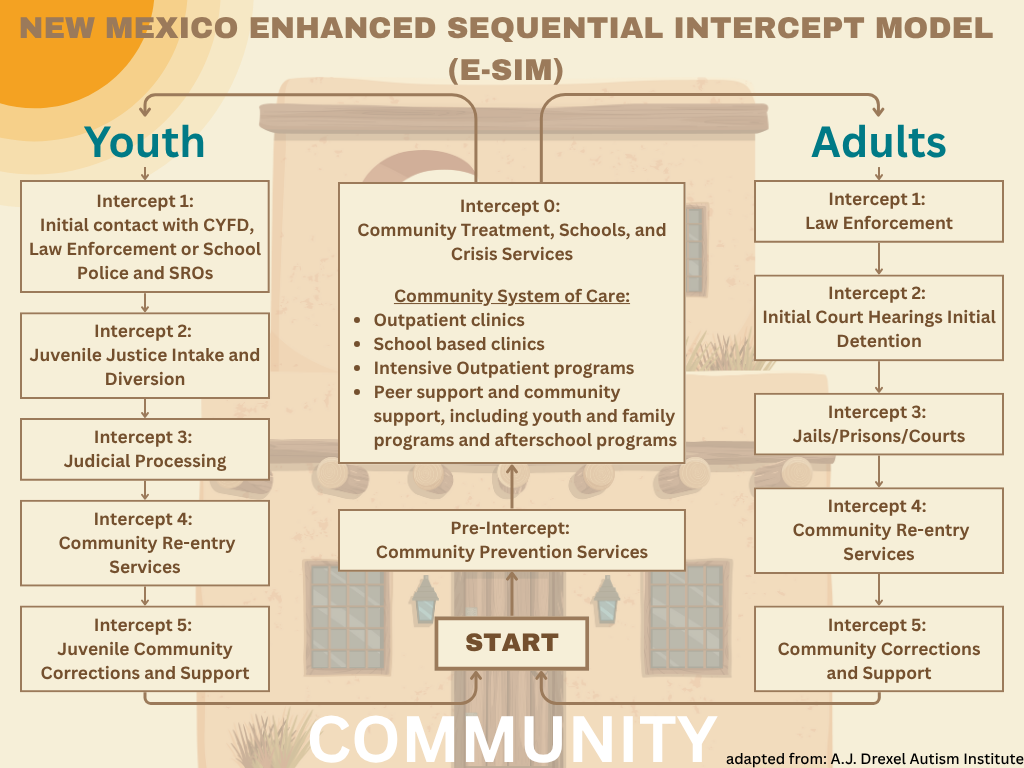 NEW MEXICO ENHANCED SEQUENTIAL INTERCEPT MODEL
(E-SIM)
Youth
Intercept 1:
Initial contact with CYFD,
Law Enforcement or School
Police and SROs
Intercept 2:
Juvenile Justice Intake and
Diversion
Intercept 3:
Judicial Processing
Intercept 4:
Community Re-entry
Services
Intercept 5:
Juvenile Community
Corrections and Support
Intercept 0:
Community Treatment, Schools, and
Crisis Services
Community System of Care:
• Outpatient clinics
• School based clinics
• Intensive Outpatient programs
• Peer support and community
support, including youth and family
programs and afterschool programs
Pre-Intercept:
Community Prevention Services
START
Adults
Intercept 1:
Law Enforcement
Intercept 2:
Initial Court Hearings Initial
Detention
Intercept 3:
Jails/Prisons/Courts
Intercept 4:
Community Re-entry
Services
Intercept 5:
Community Corrections
and Support
COMMUNITY
adapted from: A.J. Drexel Autism Institute